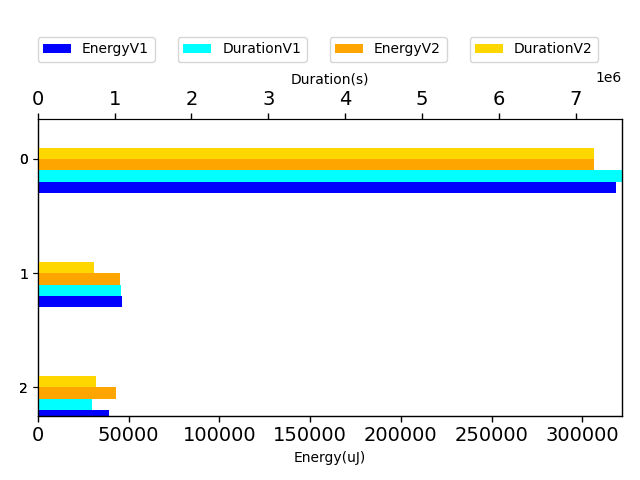 EnergyV1 DurationV1 EnergyV2 DurationV2
Duration(s)
1e6
0 1 2 3 4 5 6 7
0
1
2
0 50000 100000 150000 200000 250000 300000
Energy(uJ)